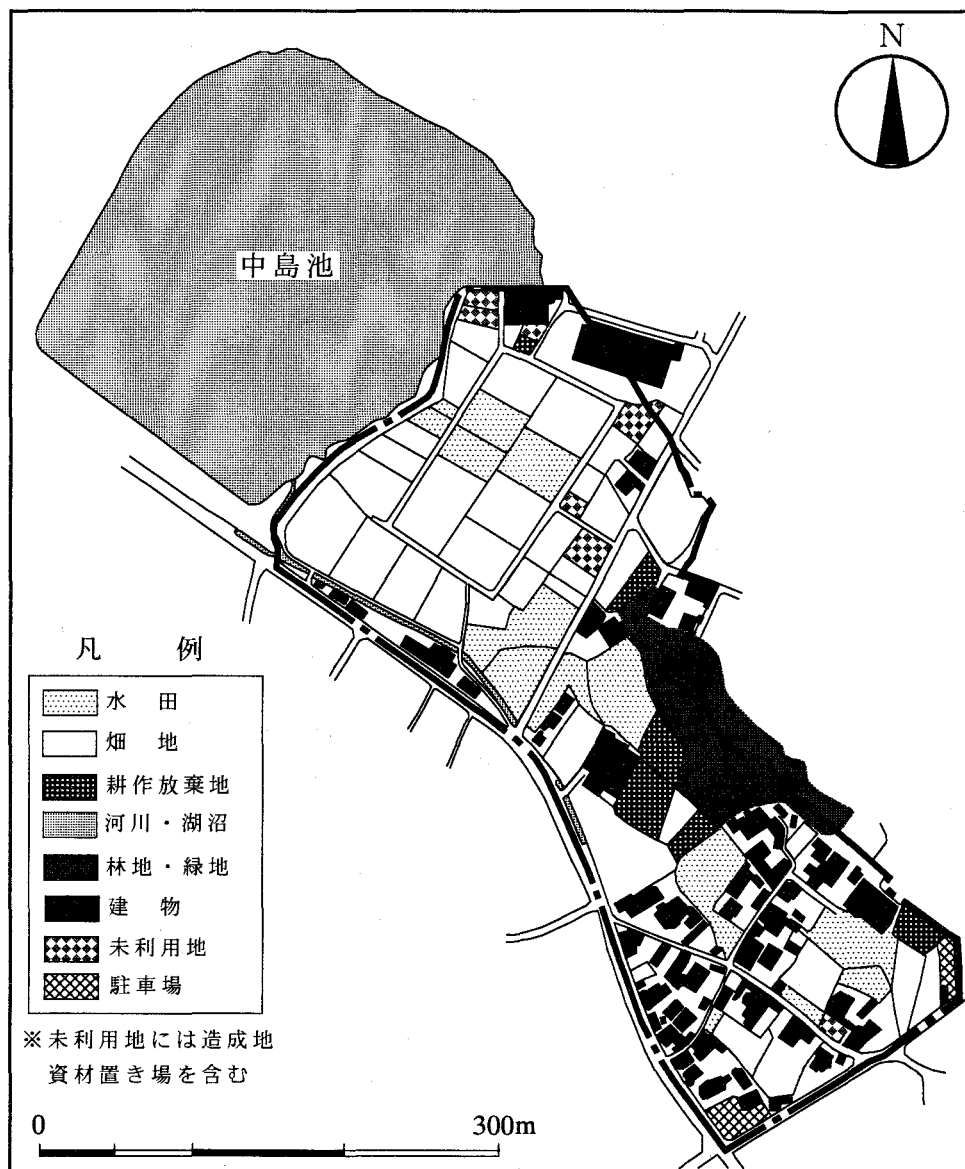 N
中島池
凡例
水田
畑地
耕作放棄地
河川・湖沼
林地・緑地
建物
未利用地
駐車場
※未利用地には造成地
資材置き場を含む
0 300m